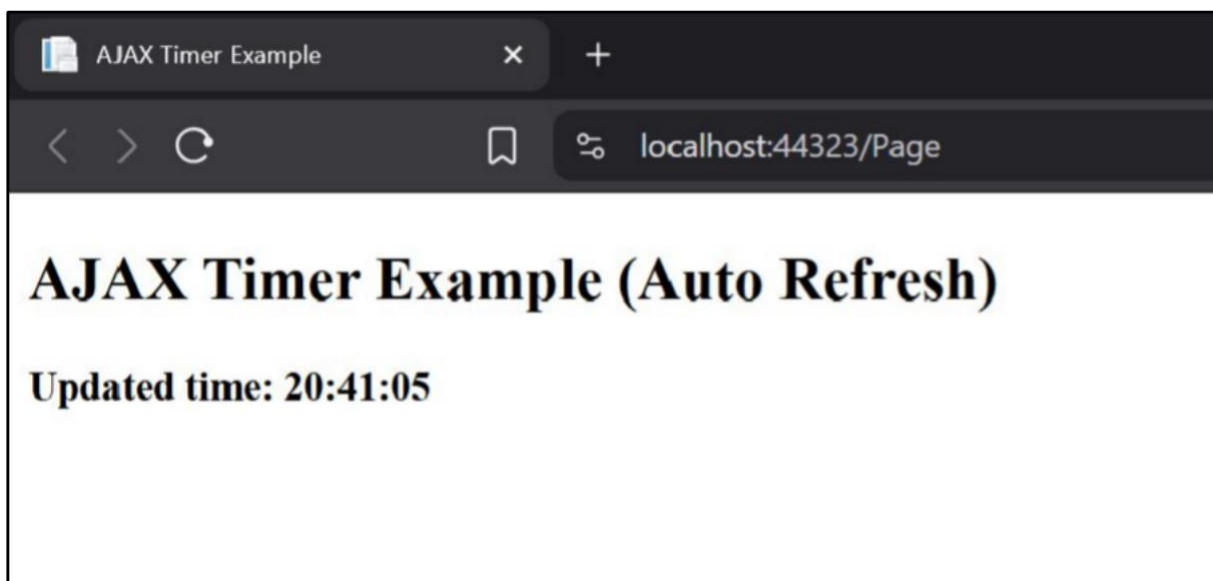 AJAX Timer Example
localhost:44323/Page
AJAX Timer Example (Auto Refresh)
Updated time: 20:41:05